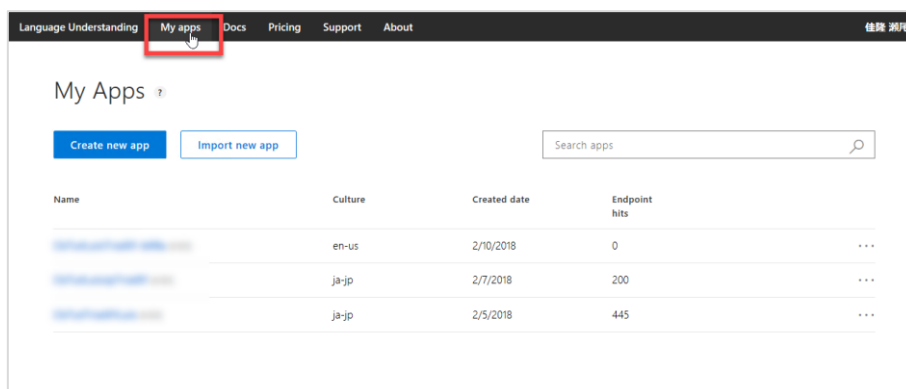 Language Understanding My apps Docs Pricing Support About 佳隆
My Apps ?
Create new app Import new app Search apps
Name Culture Created date Endpoint hits
en-us 2/10/2018 0 ...
ja-jp 2/7/2018 200 ...
ja-jp 2/5/2018 445 ...